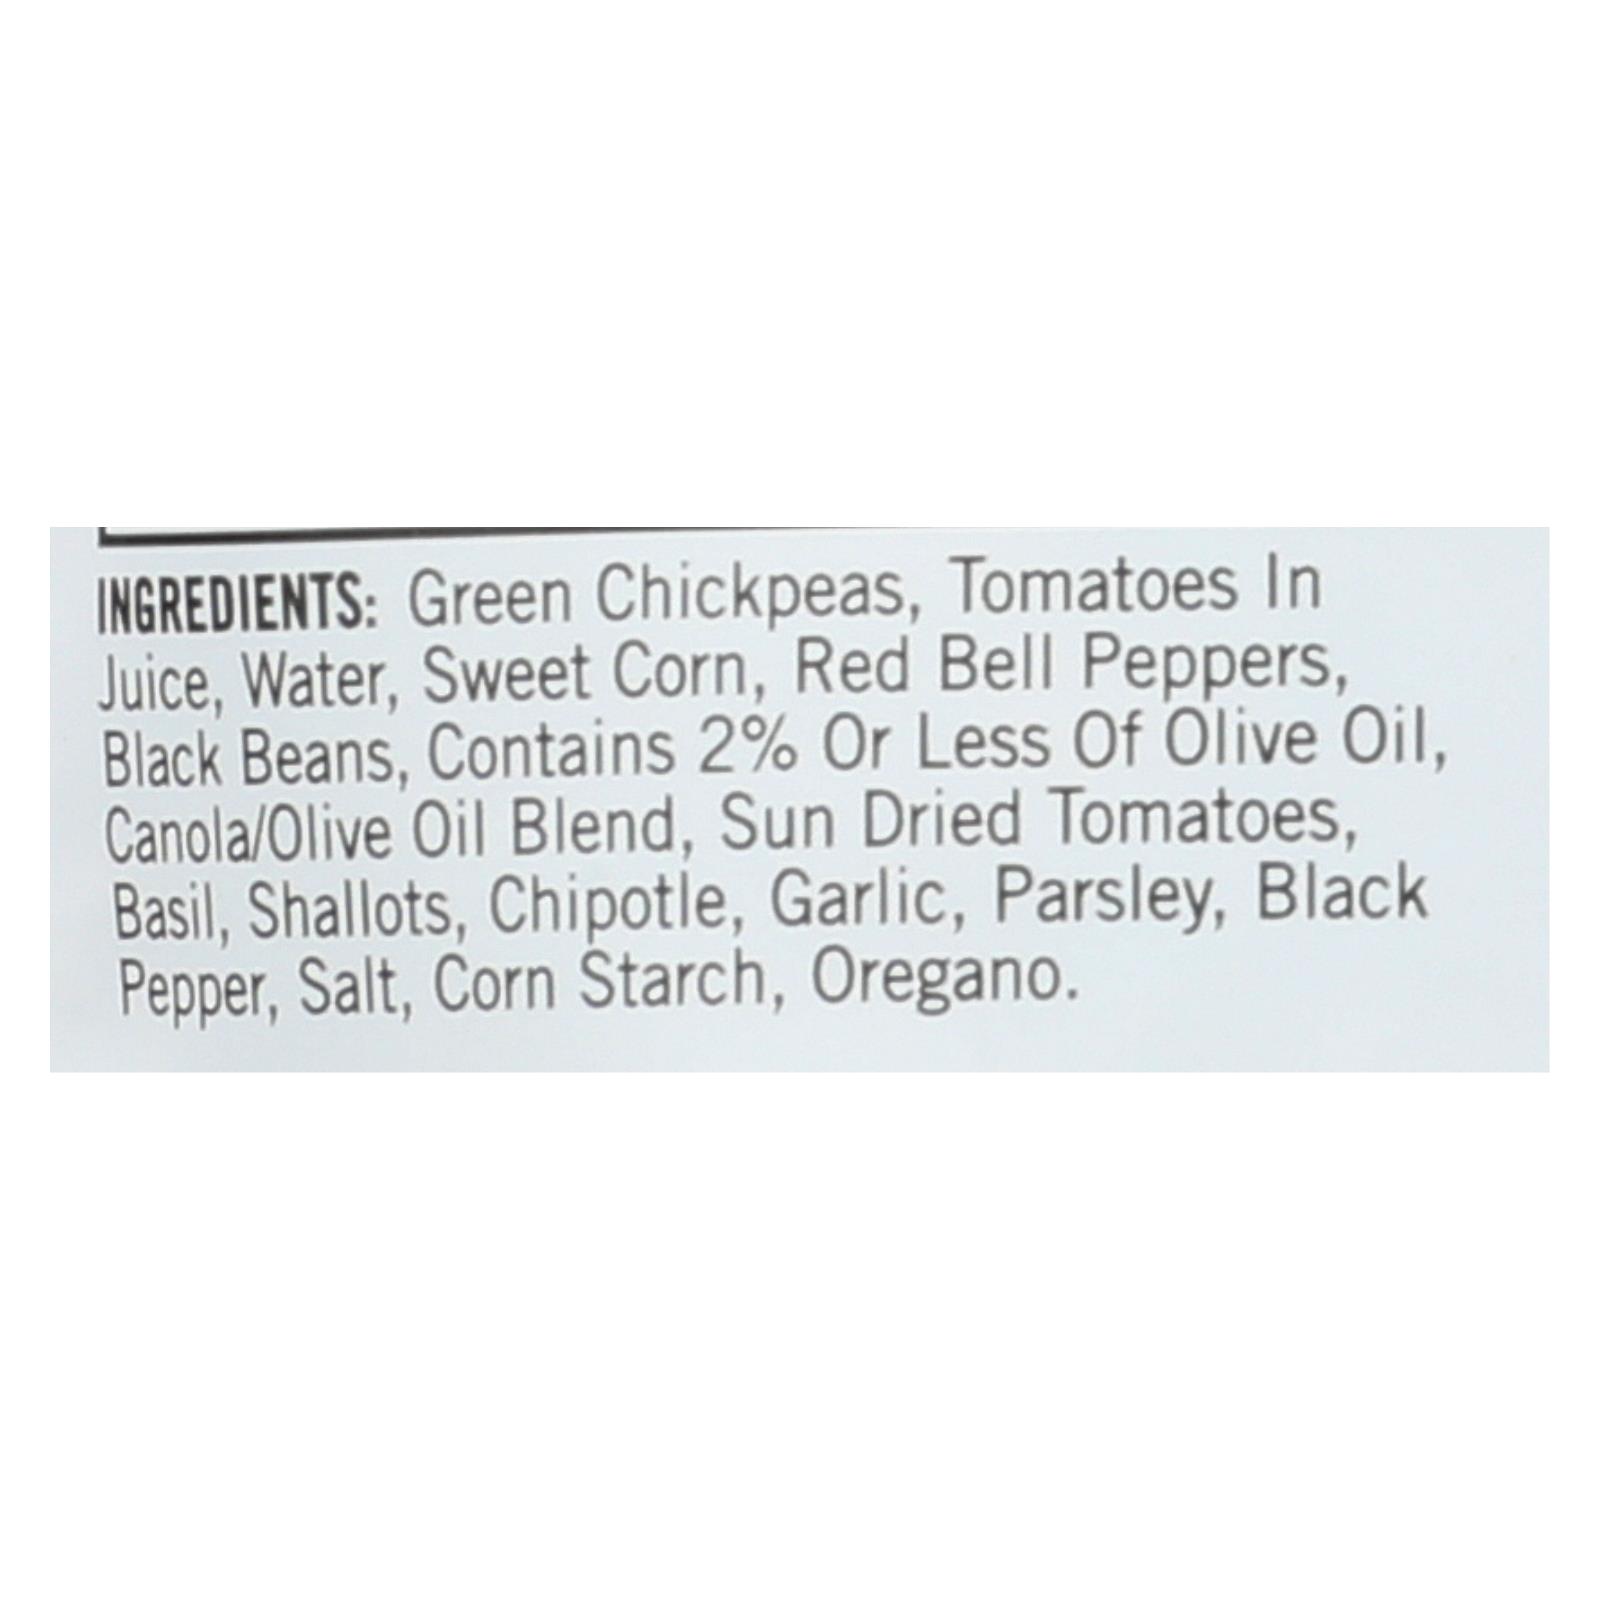 INGREDIENTS: Green Chickpeas, Tomatoes In
Juice, Water, Sweet Corn, Red Bell Peppers,
Black Beans, Contains 2% Or Less Of Olive Oil,
Canola/Olive Oil Blend, Sun Dried Tomatoes,
Basil, Shallots, Chipotle, Garlic, Parsley, Black
Pepper, Salt, Corn Starch, Oregano.